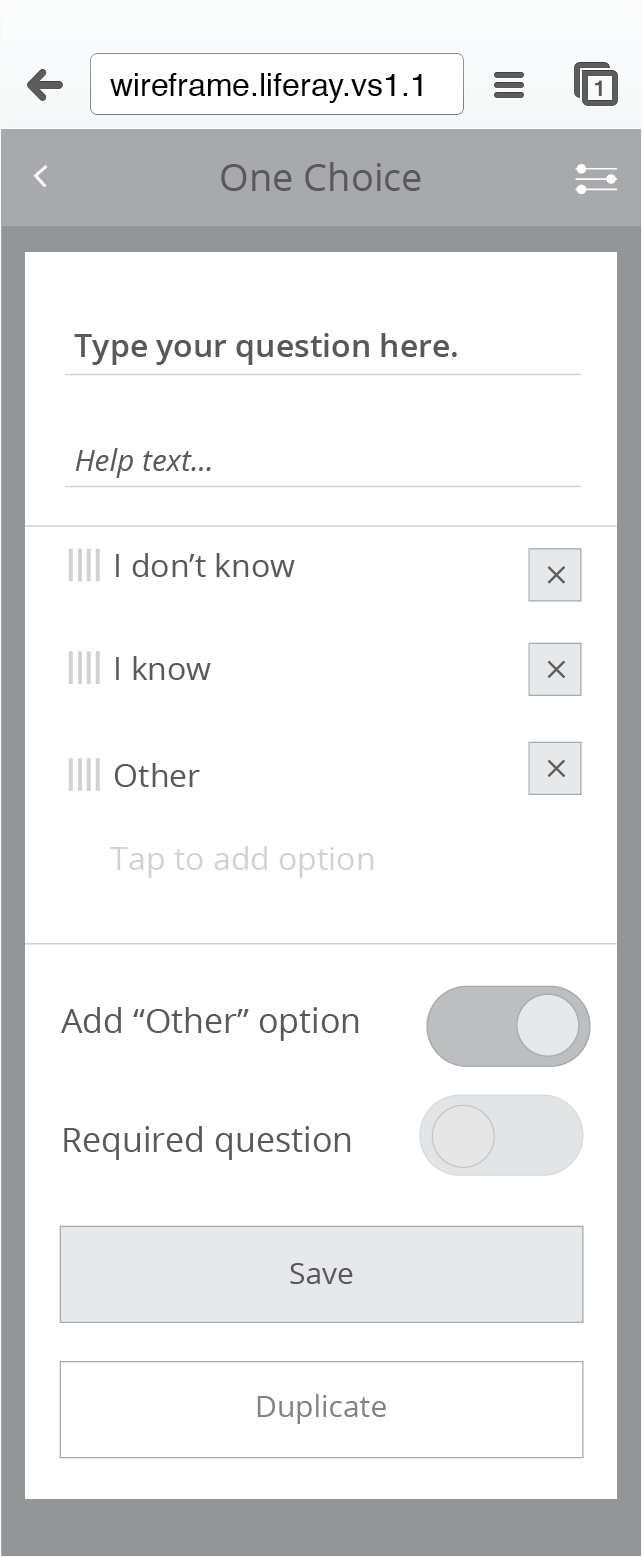 wireframe.liferay.vs1.1
1
One Choice
Type your question here.
Help text...
I don’t know
I know
Other
Tap to add option
Add “Other” option
Required question
Save
Duplicate